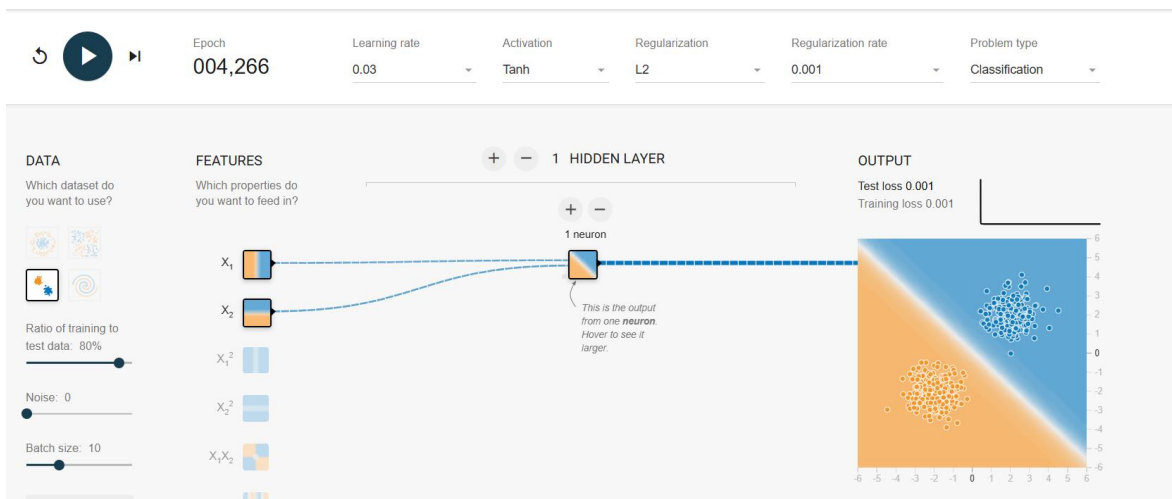 Epoch
004,266
Learning rate
0.03
Activation
Tanh
Regularization
L2
Regularization rate
0.001
Problem type
Classification
DATA
Which dataset do
you want to use?
Ratio of training to
test data: 80%
Noise: 0
Batch size: 10
FEATURES
Which properties do
you want to feed in?
X₁
X₂
X₁²
X₂²
X₁X₂
+ − 1 HIDDEN LAYER
+ −
1 neuron
This is the output
from one neuron.
Hover to see it
larger.
OUTPUT
Test loss 0.001
Training loss 0.001
6
5
4
3
2
1
0
-1
-2
-3
-4
-5
-6
-6 -5 -4 -3 -2 -1 0 1 2 3 4 5 6